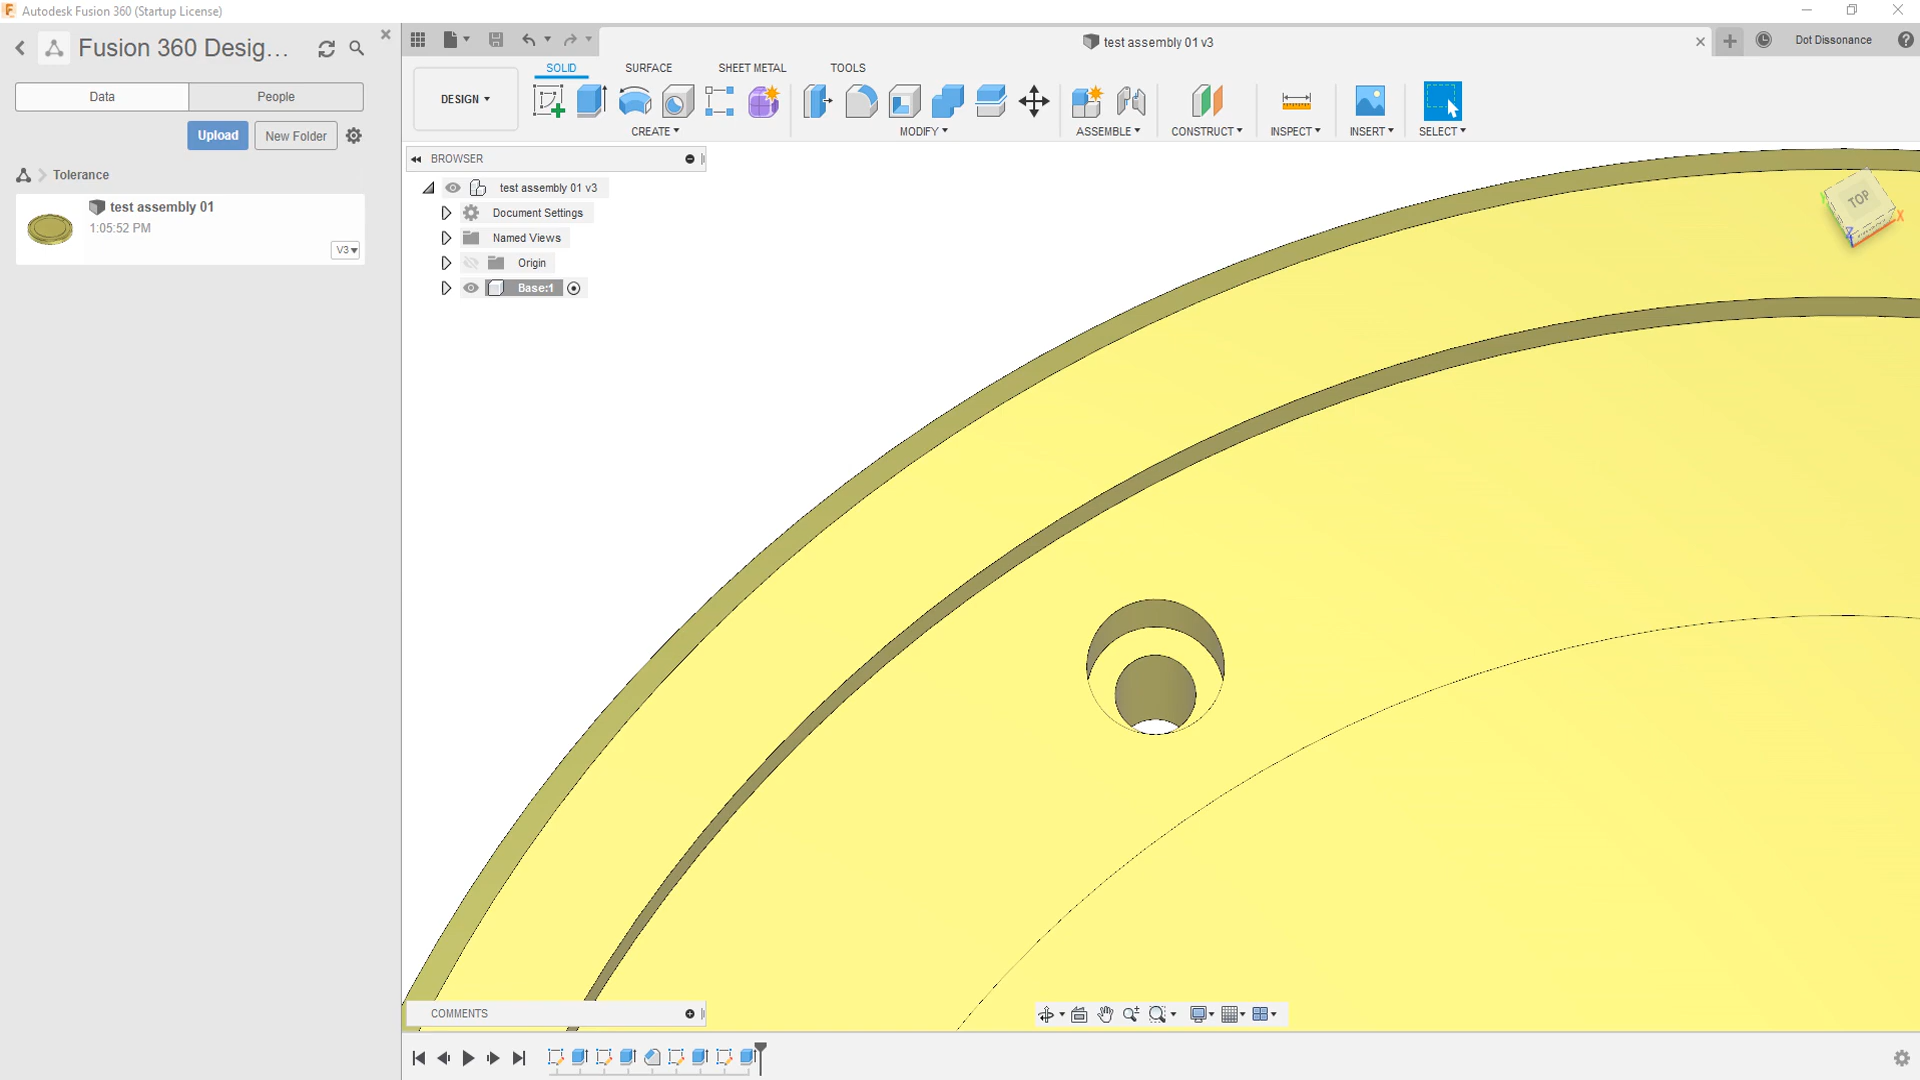 Autodesk Fusion 360 (Startup License)
Fusion 360 Desig...
Data
People
Upload
New Folder
Tolerance
test assembly 01
1:05:52 PM
V3
test assembly 01 v3
Dot Dissonance
SOLID
SURFACE
SHEET METAL
TOOLS
DESIGN
CREATE
MODIFY
ASSEMBLE
CONSTRUCT
INSPECT
INSERT
SELECT
BROWSER
test assembly 01 v3
Document Settings
Named Views
Origin
Base:1
TOP
X
Z
COMMENTS